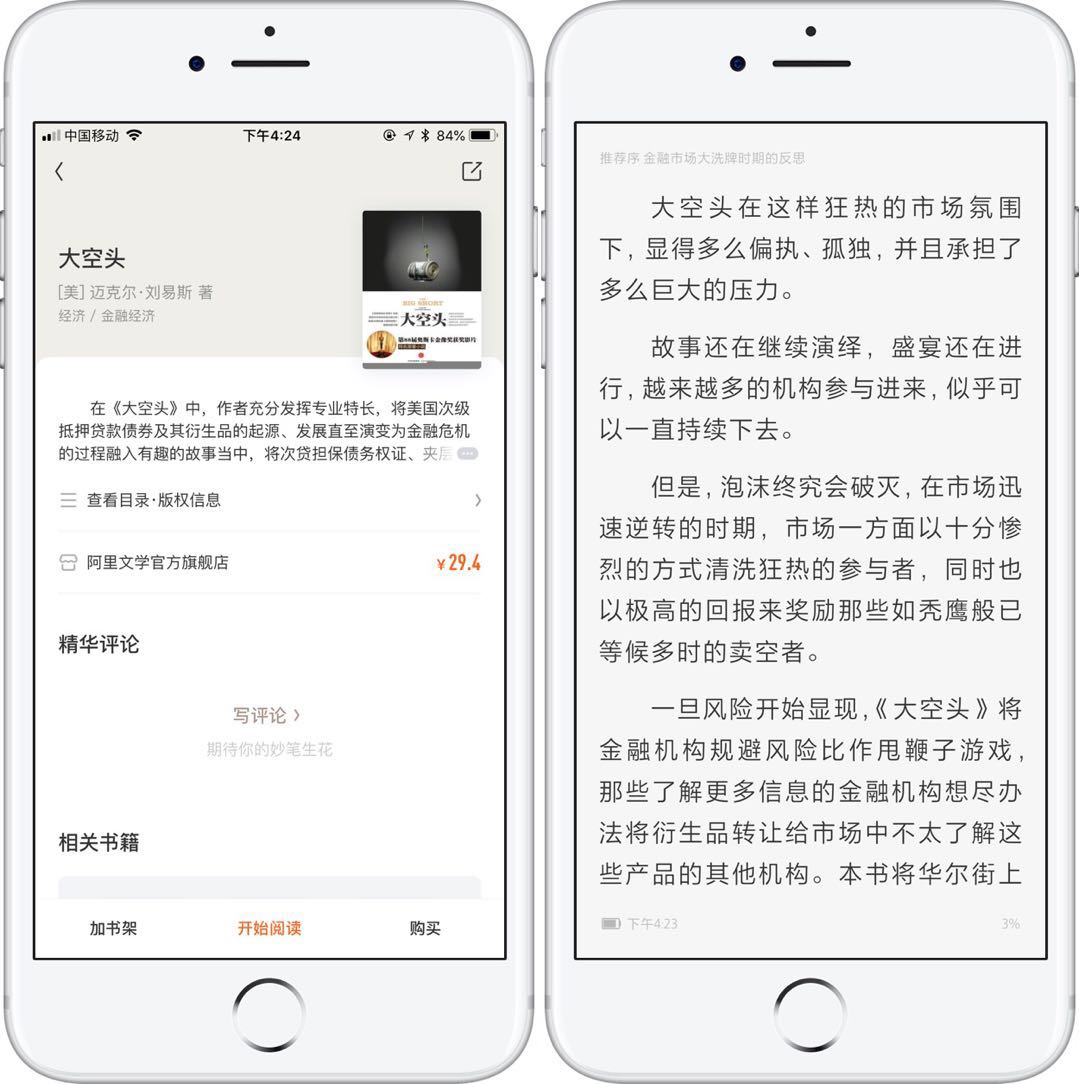 中国移动
下午4:24
84%
大空头
[美] 迈克尔·刘易斯 著
经济 / 金融经济
BIG SHORT
大空头
第88届奥斯卡金像奖获奖影片
在《大空头》中，作者充分发挥专业特长，将美国次级
抵押贷款债券及其衍生品的起源、发展直至演变为金融危机
的过程融入有趣的故事当中，将次贷担保债务权证、夹层
查看目录·版权信息
阿里文学官方旗舰店
¥29.4
精华评论
写评论
期待你的妙笔生花
相关书籍
加书架
开始阅读
购买
推荐序 金融市场大洗牌时期的反思
大空头在这样狂热的市场氛围
下，显得多么偏执、孤独，并且承担了
多么巨大的压力。
故事还在继续演绎，盛宴还在进
行，越来越多的机构参与进来，似乎可
以一直持续下去。
但是，泡沫终究会破灭，在市场迅
速逆转的时期，市场一方面以十分惨
烈的方式清洗狂热的参与者，同时也
以极高的回报来奖励那些如秃鹰般已
等候多时的卖空者。
一旦风险开始显现，《大空头》将
金融机构规避风险比作甩鞭子游戏，
那些了解更多信息的金融机构想尽办
法将衍生品转让给市场中不太了解这
些产品的其他机构。本书将华尔街上
下午4:23
3%